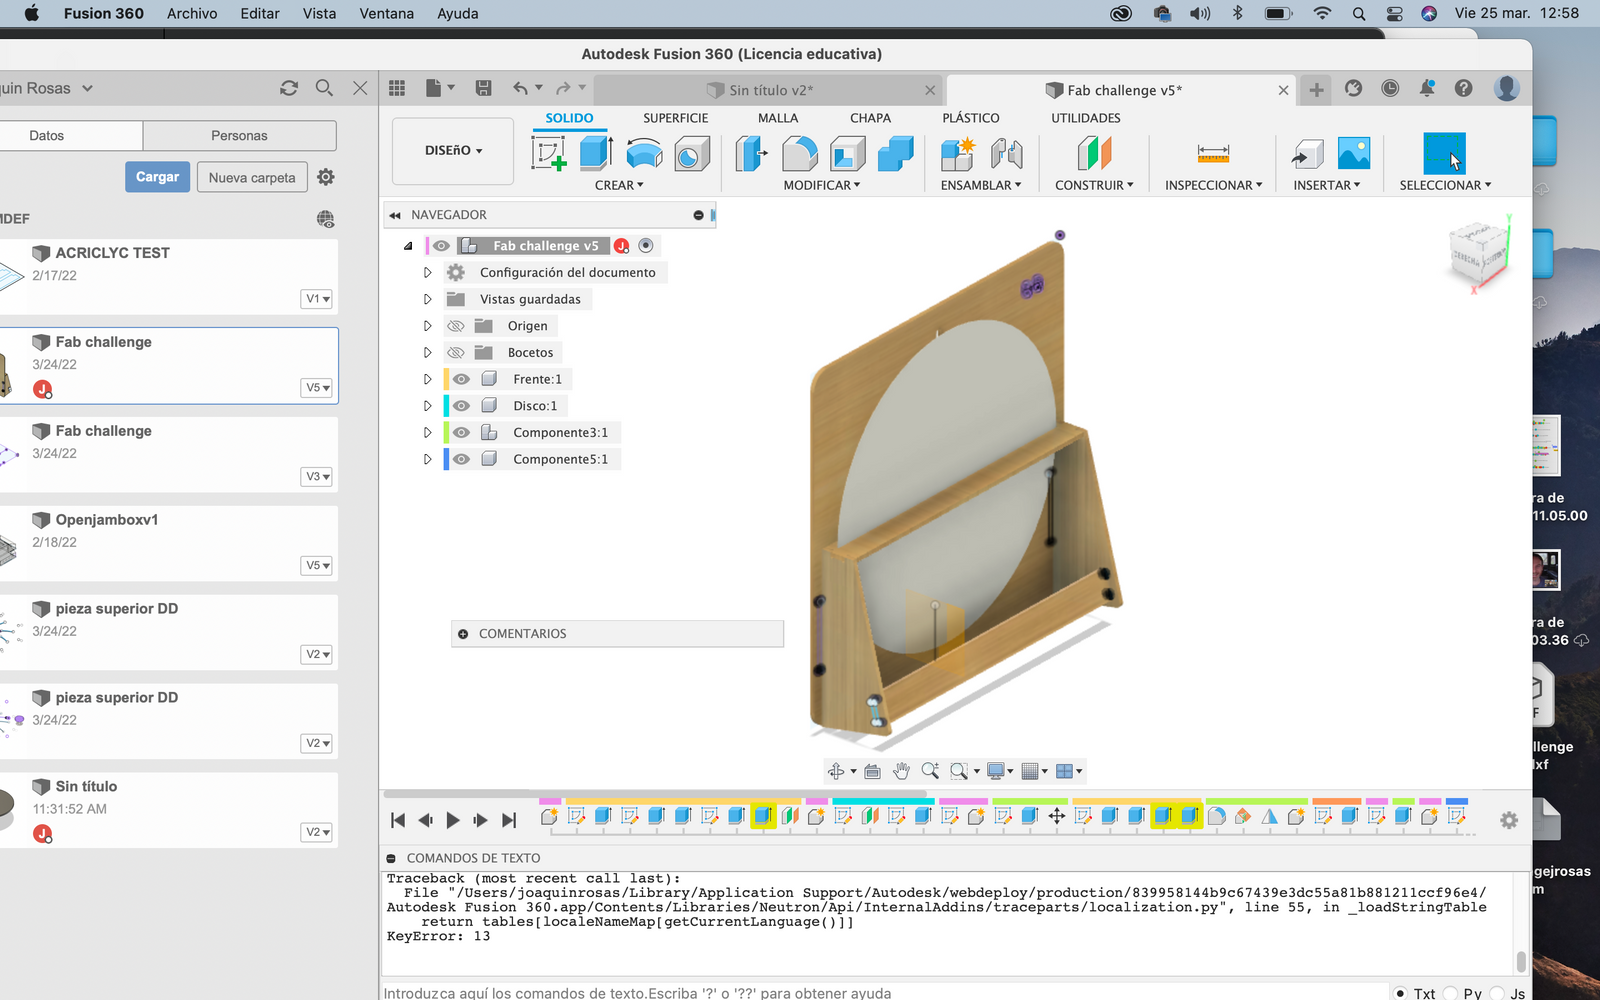 Fusion 360 Archivo Editar Vista Ventana Ayuda Vie 25 mar. 12:58
Autodesk Fusion 360 (Licencia educativa)
uin Rosas
Sin título v2*
Fab challenge v5*
Datos Personas
Cargar Nueva carpeta
MDEF
ACRICLYC TEST
2/17/22
V1
Fab challenge
3/24/22
J
V5
Fab challenge
3/24/22
V3
Openjamboxv1
2/18/22
V5
pieza superior DD
3/24/22
V2
pieza superior DD
3/24/22
V2
Sin título
11:31:52 AM
J
V2
DISEÑO
SOLIDO SUPERFICIE MALLA CHAPA PLÁSTICO UTILIDADES
CREAR MODIFICAR ENSAMBLAR CONSTRUIR INSPECCIONAR INSERTAR SELECCIONAR
NAVEGADOR
Fab challenge v5 J
Configuración del documento
Vistas guardadas
Origen
Bocetos
Frente:1
Disco:1
Componente3:1
Componente5:1
COMENTARIOS
DERECHA
Y
X
COMANDOS DE TEXTO
Traceback (most recent call last):
File "/Users/joaquinrosas/Library/Application Support/Autodesk/webdeploy/production/839958144b9c67439e3dc55a81b881211ccf96e4/
Autodesk Fusion 360.app/Contents/Libraries/Neutron/Api/InternalAddins/traceparts/localization.py", line 55, in _loadStringTable
return tables[localeNameMap[getCurrentLanguage()]]
KeyError: 13
Introduzca aquí los comandos de texto.Escriba '?' o '??' para obtener ayuda
Txt Py Js
ra de
11.05.00
ra de
03.36
F
llenge
lxf
gejrosas
m